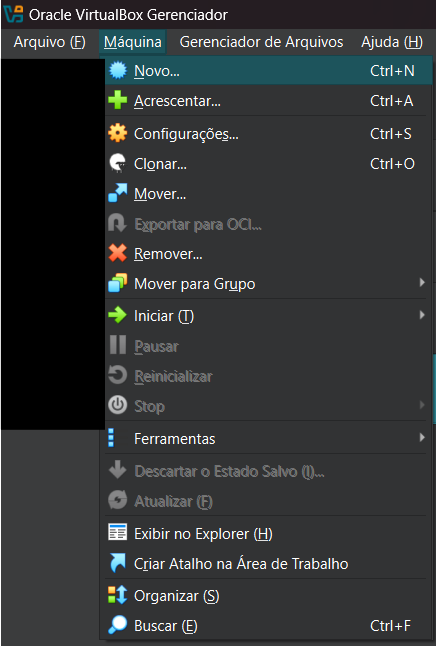 Oracle VirtualBox Gerenciador
Arquivo (F) Máquina Gerenciador de Arquivos Ajuda (H)
Novo... Ctrl+N
Acrescentar... Ctrl+A
Configurações... Ctrl+S
Clonar... Ctrl+O
Mover...
Exportar para OCI...
Remover...
Mover para Grupo
Iniciar (T)
Pausar
Reinicializar
Stop
Ferramentas
Descartar o Estado Salvo (J)...
Atualizar (F)
Exibir no Explorer (H)
Criar Atalho na Área de Trabalho
Organizar (S)
Buscar (E) Ctrl+F